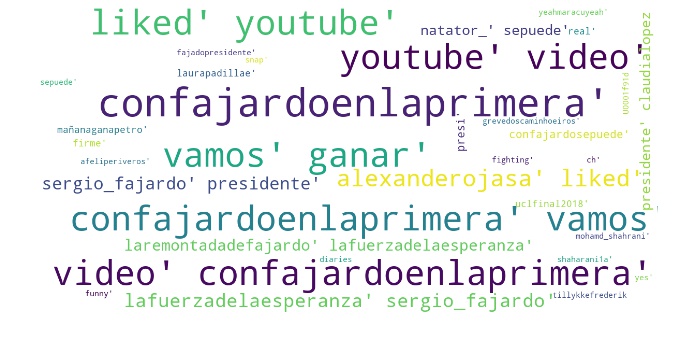 yeahmaracuyeah'
liked' youtube'
natator_' sepuede'
real'
presidente' claudialopez
fajadopresidente'
youtube' video'
snap'
laurapadillae'
sepuede'
confajardoenlaprimera'
u0001f91d
presi'
grevedoscaminhoeiros'
mañanaganapetro'
confajardosepuede'
firme'
vamos' ganar'
afeliperiveros'
fighting'
ch'
sergio_fajardo' presidente'
alexanderojasa' liked'
uclfinal2018'
confajardoenlaprimera' vamos
mohamd_shahrani'
laremontadadefajardo' lafuerzadelaesperanza'
diaries
shaharani1a'
video' confajardoenlaprimera'
yes'
funny'
lafuerzadelaesperanza' sergio_fajardo'
tillykkefrederik